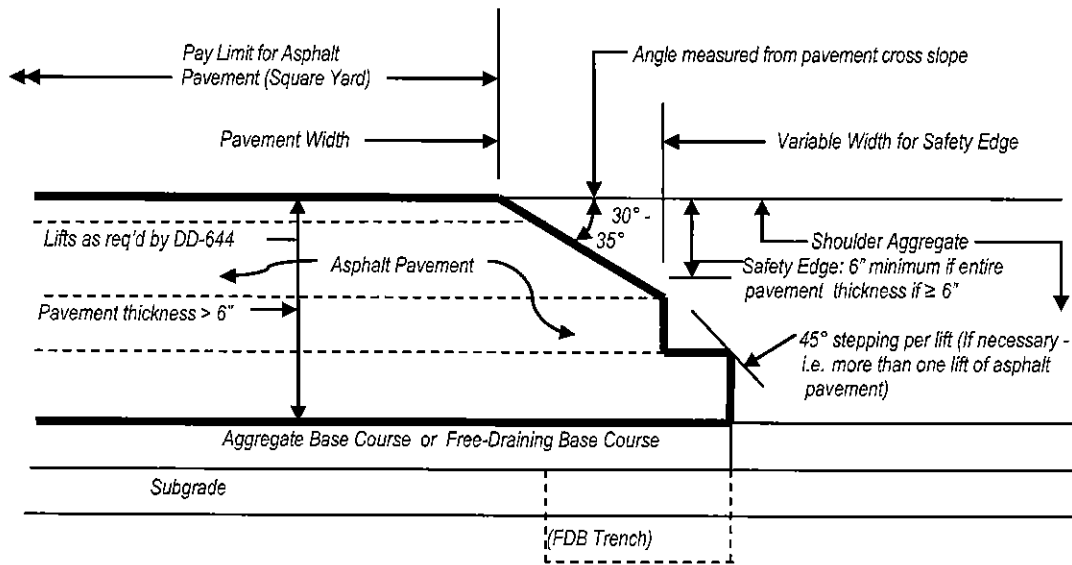 Pay Limit for Asphalt
Pavement (Square Yard)
Angle measured from pavement cross slope
Pavement Width
Variable Width for Safety Edge
30° -
35°
Lifts as req'd by DD-644
Asphalt Pavement
Shoulder Aggregate
Safety Edge: 6" minimum if entire
pavement thickness if ≥ 6"
Pavement thickness > 6"
45° stepping per lift (If necessary -
i.e. more than one lift of asphalt
pavement)
Aggregate Base Course or Free-Draining Base Course
Subgrade
(FDB Trench)